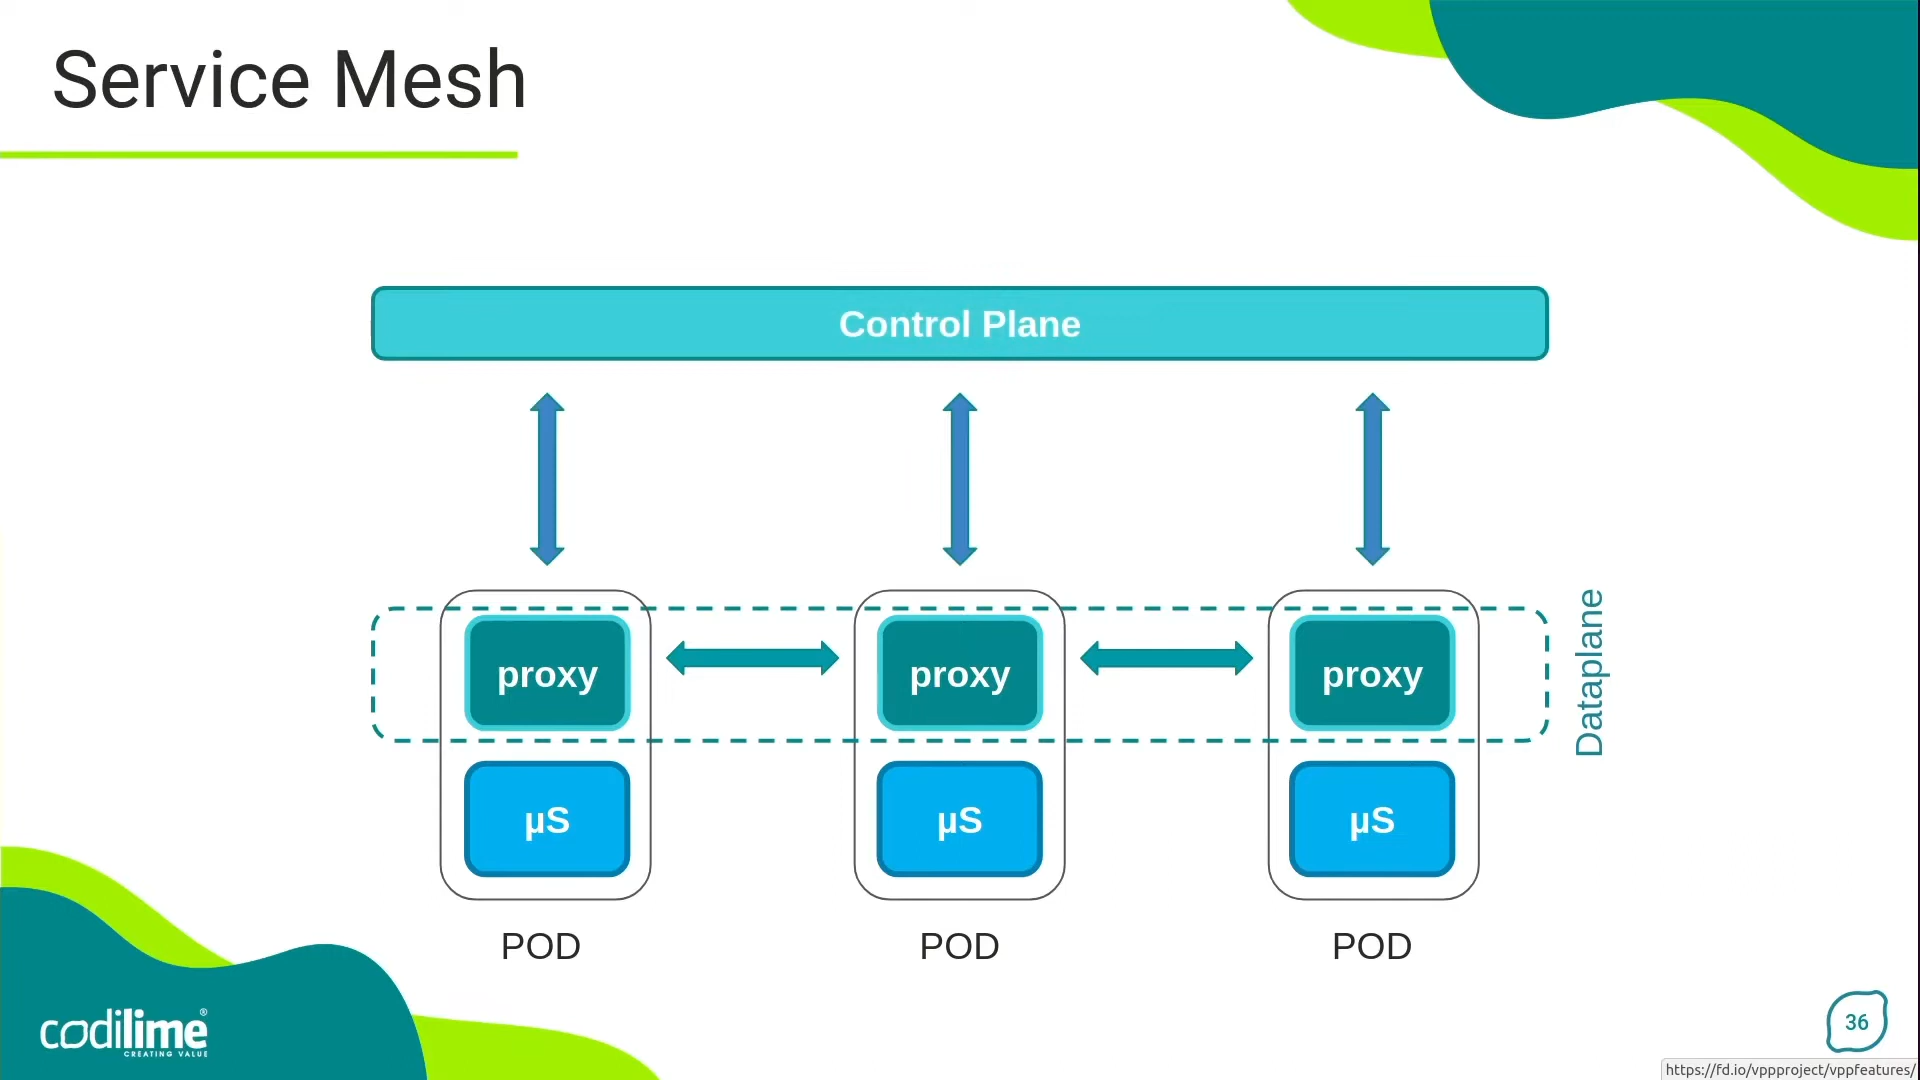 Service Mesh
Control Plane
proxy
proxy
proxy
Dataplane
µS
µS
µS
POD
POD
POD
codilime®
CREATING VALUE
36
https://fd.io/vppproject/vppfeatures/